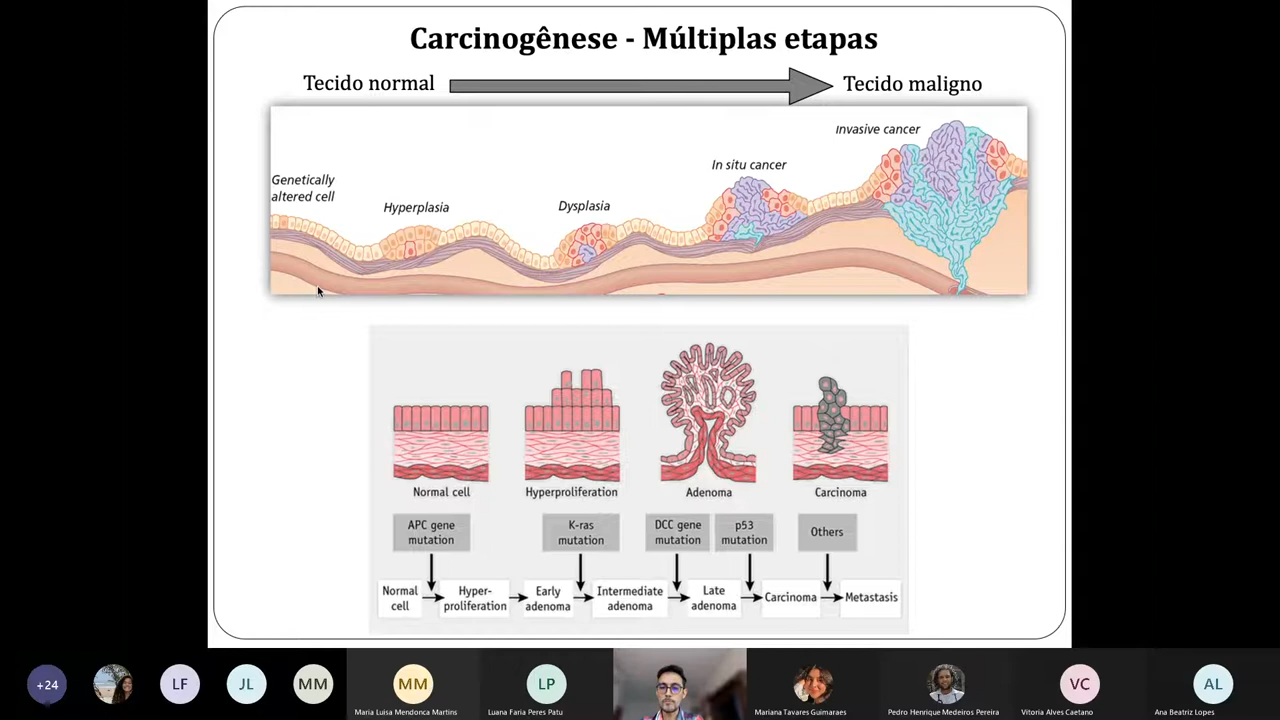 Carcinogênese - Múltiplas etapas
Tecido normal
Tecido maligno
Invasive cancer
In situ cancer
Genetically
altered cell
Hyperplasia
Dysplasia
Normal cell
Hyperproliferation
Adenoma
Carcinoma
APC gene
mutation
K-ras
mutation
DCC gene
mutation
p53
mutation
Others
Normal
cell
Hyper-
proliferation
Early
adenoma
Intermediate
adenoma
Late
adenoma
Carcinoma
Metastasis
+24
LF
JL
MM
MM
Maria Luisa Mendonca Martins
LP
Luana Faria Peres Patu
Mariana Tavares Guimaraes
Pedro Henrique Medeiros Pereira
VC
Vitoria Alves Caetano
AL
Ana Beatriz Lopes